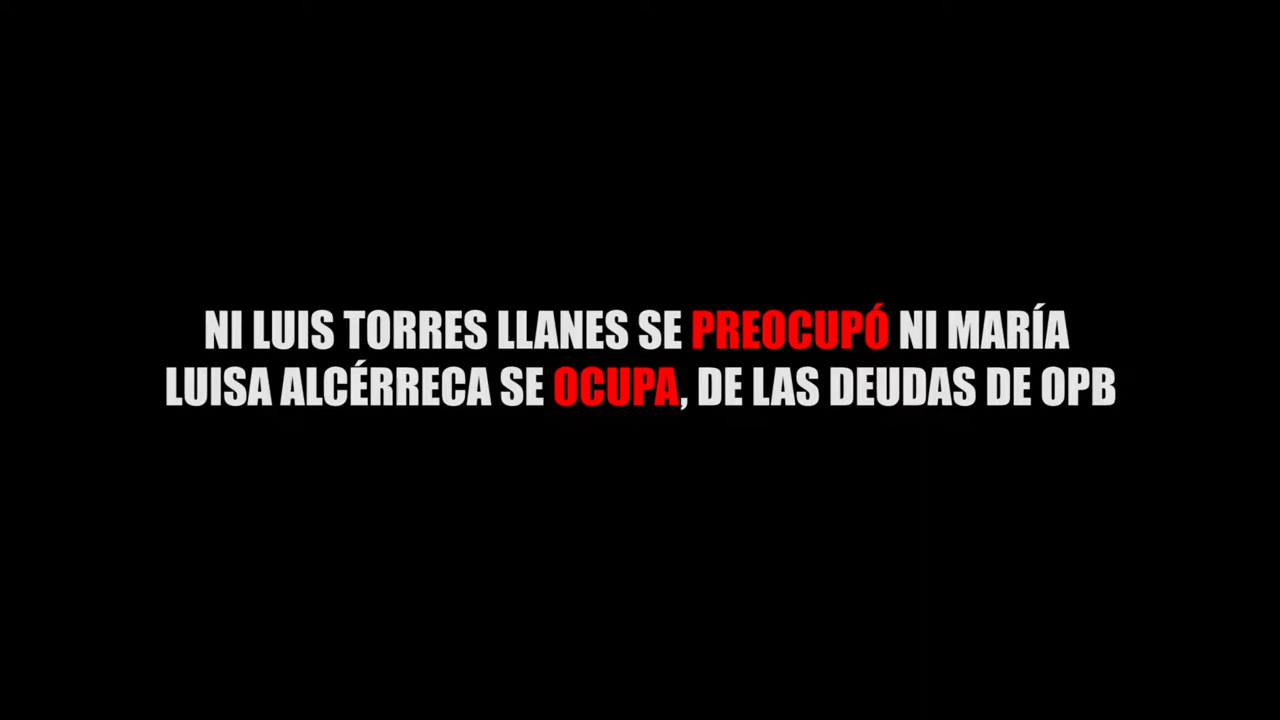 NI LUIS TORRES LLANES SE PREOCUPÓ NI MARÍA
LUISA ALCÉRRECA SE OCUPA, DE LAS DEUDAS DE OPB